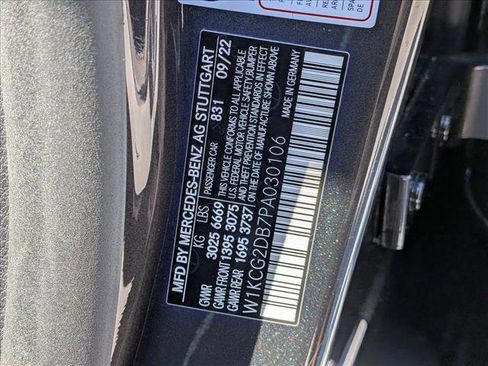 MFD BY MERCEDES-BENZ AG STUTTGART
PASSENGER CAR 831 09/22
KG LBS
GVWR 3025 6669
GAWR FRONT 1395 3075
GAWR REAR 1695 3737
THIS VEHICLE CONFORMS TO ALL APPLICABLE
U.S. FEDERAL MOTOR VEHICLE SAFETY, BUMPER
AND THEFT PREVENTION STANDARDS IN EFFECT
ON THE DATE OF MANUFACTURE SHOWN ABOVE
W1KCG2DB7PA030106
MADE IN GERMANY